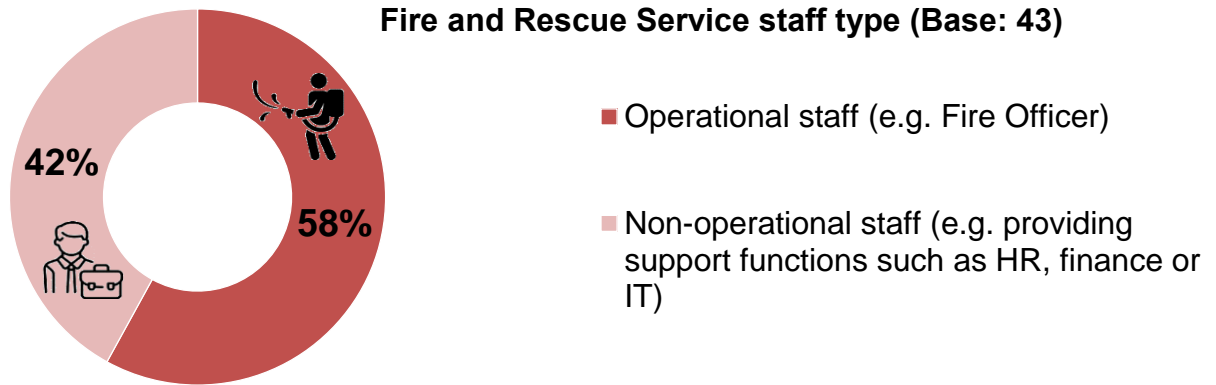 Fire and Rescue Service staff type (Base: 43)
Operational staff (e.g. Fire Officer)
42%
58%
Non-operational staff (e.g. providing
support functions such as HR, finance or
IT)